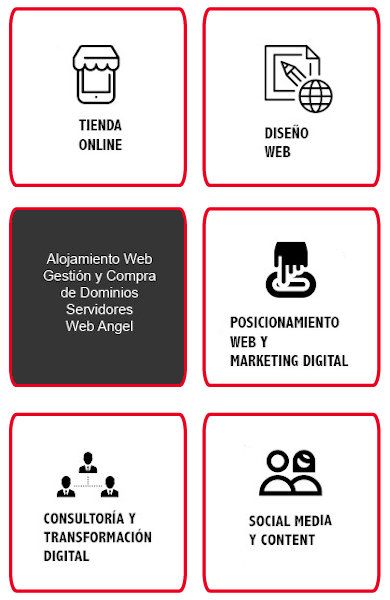 TIENDA
ONLINE
DISEÑO
WEB
Alojamiento Web
Gestión y Compra
de Dominios
Servidores
Web Angel
POSICIONAMIENTO
WEB Y
MARKETING DIGITAL
CONSULTORÍA Y
TRANSFORMACIÓN
DIGITAL
SOCIAL MEDIA
Y CONTENT